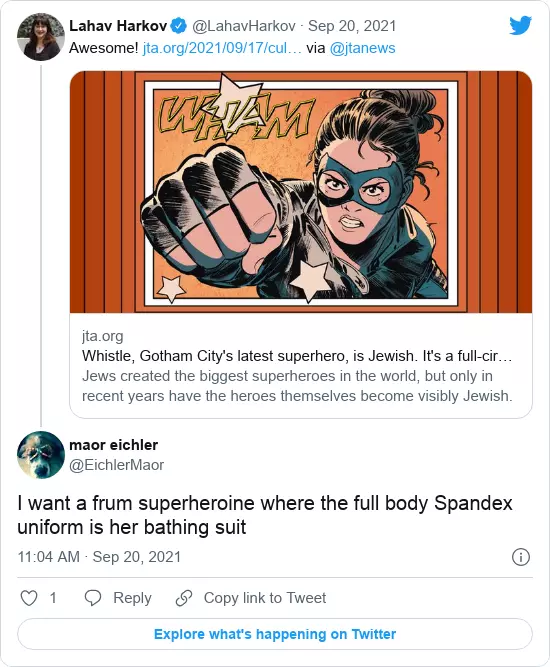 Lahav Harkov @LahavHarkov · Sep 20, 2021
Awesome! jta.org/2021/09/17/cul… via @jtanews
WHAM
jta.org
Whistle, Gotham City's latest superhero, is Jewish. It's a full-cir…
Jews created the biggest superheroes in the world, but only in
recent years have the heroes themselves become visibly Jewish.
maor eichler
@EichlerMaor
I want a frum superheroine where the full body Spandex
uniform is her bathing suit
11:04 AM · Sep 20, 2021
1 Reply Copy link to Tweet
Explore what's happening on Twitter